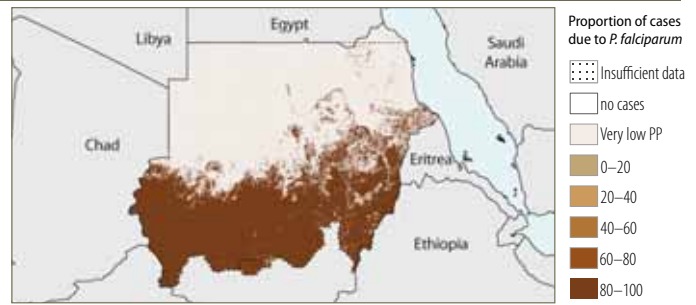 Egypt
Libya
Saudi
Arabia
Chad
Eritrea
Ethiopia
Proportion of cases
due to P. falciparum
Insufficient data
no cases
Very low PP
0–20
20–40
40–60
60–80
80–100